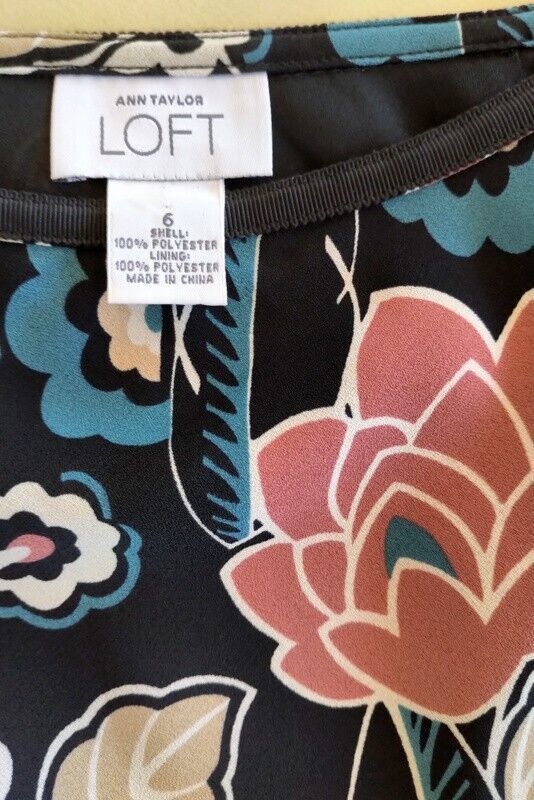 ANN TAYLOR
LOFT
6
SHELL:
100% POLYESTER
LINING:
100% POLYESTER
MADE IN CHINA